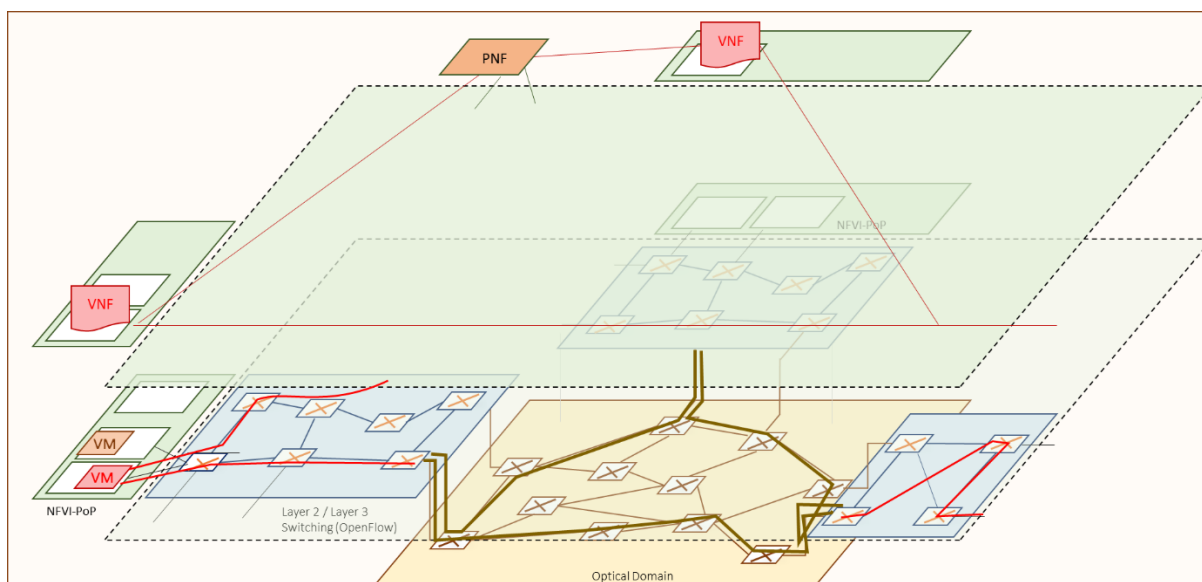 VNF
PNF
NFVI-PoP
VNF
VM
VM
NFVI-PoP
Layer 2 / Layer 3
Switching (OpenFlow)
Optical Domain